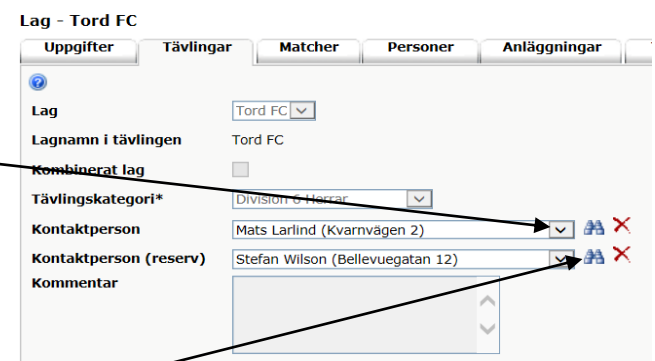 Lag - Tord FC
Uppgifter Tävlingar Matcher Personer Anläggningar
Lag Tord FC
Lagnamn i tävlingen Tord FC
Kombinerat lag
Tävlingskategori* Division 6 Herrar
Kontaktperson Mats Larlind (Kvarnvägen 2)
Kontaktperson (reserv) Stefan Wilson (Bellevuegatan 12)
Kommentar